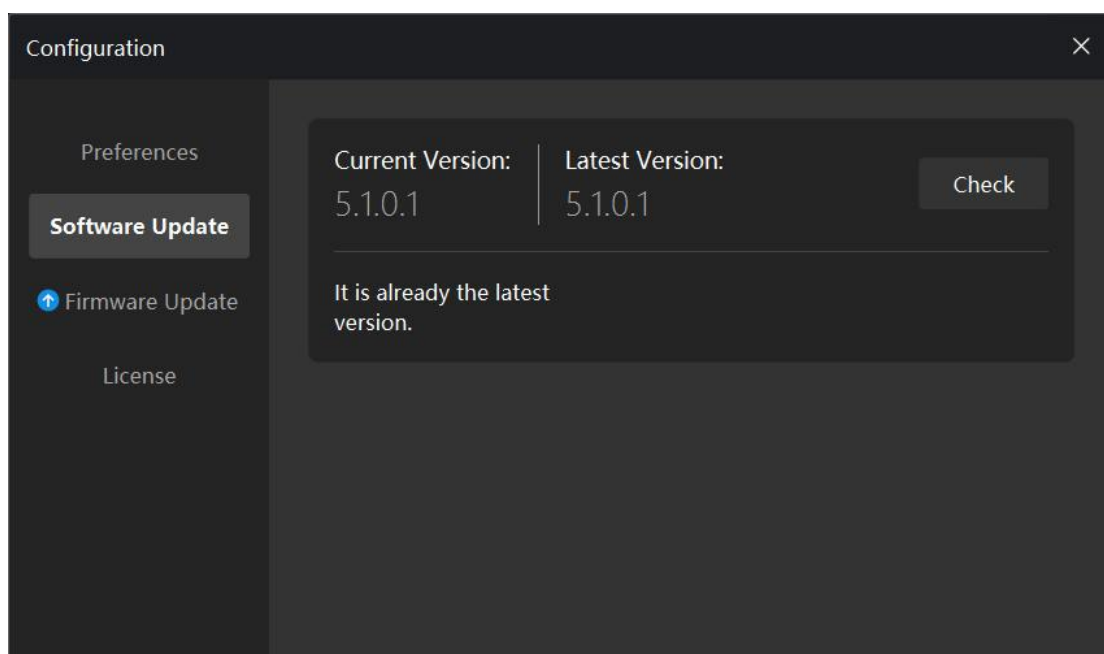 Configuration
Preferences
Software Update
Firmware Update
License
Current Version:
5.1.0.1
Latest Version:
5.1.0.1
Check
It is already the latest
version.